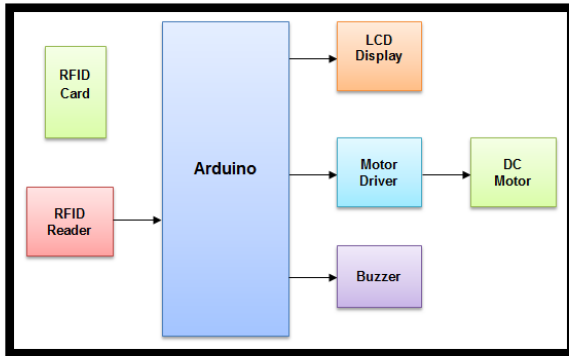 RFID
Card
RFID
Reader
Arduino
LCD
Display
Motor
Driver
DC
Motor
Buzzer